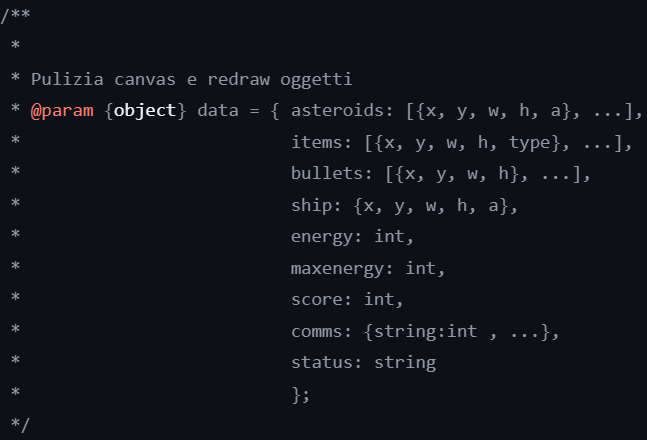 /**
 *
 * Pulizia canvas e redraw oggetti
 * @param {object} data = { asteroids: [{x, y, w, h, a}, ...],
 *                          items: [{x, y, w, h, type}, ...],
 *                          bullets: [{x, y, w, h}, ...],
 *                          ship: {x, y, w, h, a},
 *                          energy: int,
 *                          maxenergy: int,
 *                          score: int,
 *                          comms: {string:int , ...},
 *                          status: string
 *                          };
 */